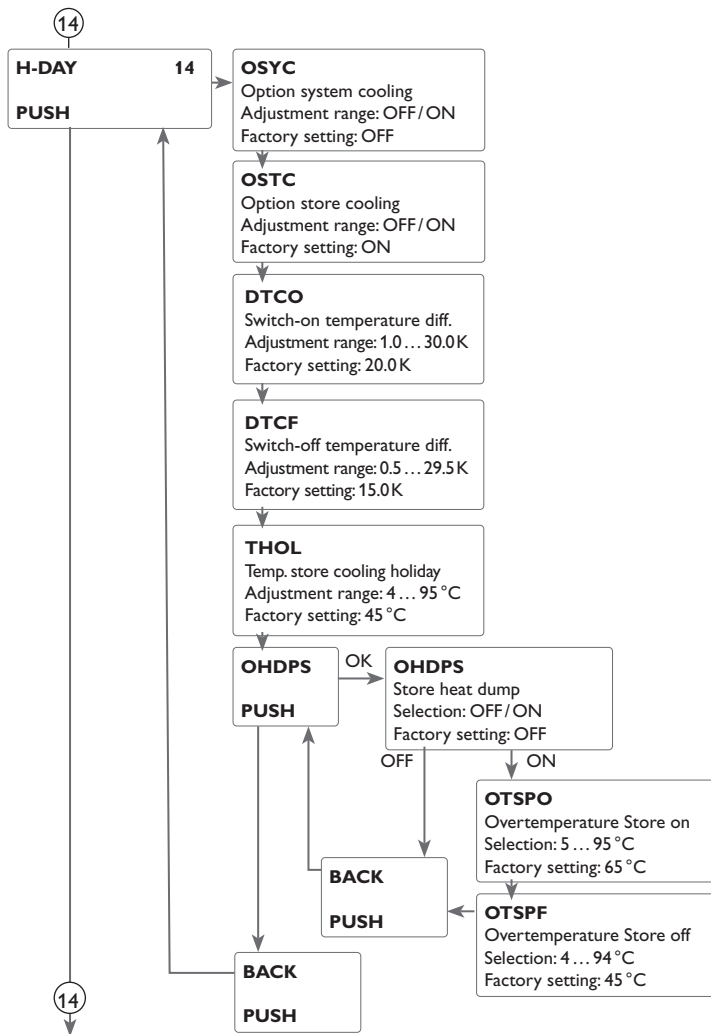 14
H-DAY 14
PUSH
OSYC
Option system cooling
Adjustment range: OFF/ON
Factory setting: OFF
OSTC
Option store cooling
Adjustment range: OFF/ON
Factory setting: ON
DTCO
Switch-on temperature diff.
Adjustment range: 1.0...30.0K
Factory setting: 20.0K
DTCF
Switch-off temperature diff.
Adjustment range: 0.5...29.5K
Factory setting: 15.0K
THOL
Temp. store cooling holiday
Adjustment range: 4...95°C
Factory setting: 45°C
OHDPS
PUSH
OK
OHDPS
Store heat dump
Selection: OFF/ON
Factory setting: OFF
OFF
ON
OTSPO
Overtemperature Store on
Selection: 5...95°C
Factory setting: 65°C
OTSPF
Overtemperature Store off
Selection: 4...94°C
Factory setting: 45°C
BACK
PUSH
BACK
PUSH
14